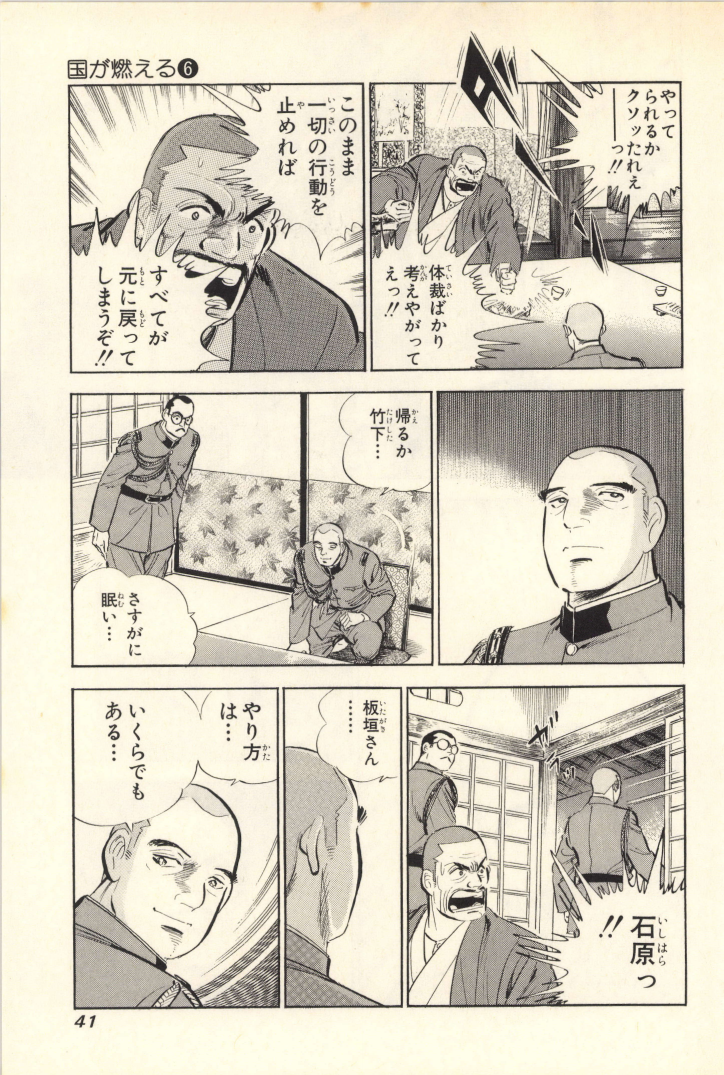 国が燃える❻
やって
られるか
クソッたれえ
ーーっ!!
体裁ばかり
考えやがって
えっ!!
このまま
一切の行動を
止めれば
すべてが
元に戻って
しまうぞ!!
帰るか
竹下…
さすがに
眠い…
ガッ
石原っ
!!
板垣さん
……
やり方
は…
いくらでも
ある…
41